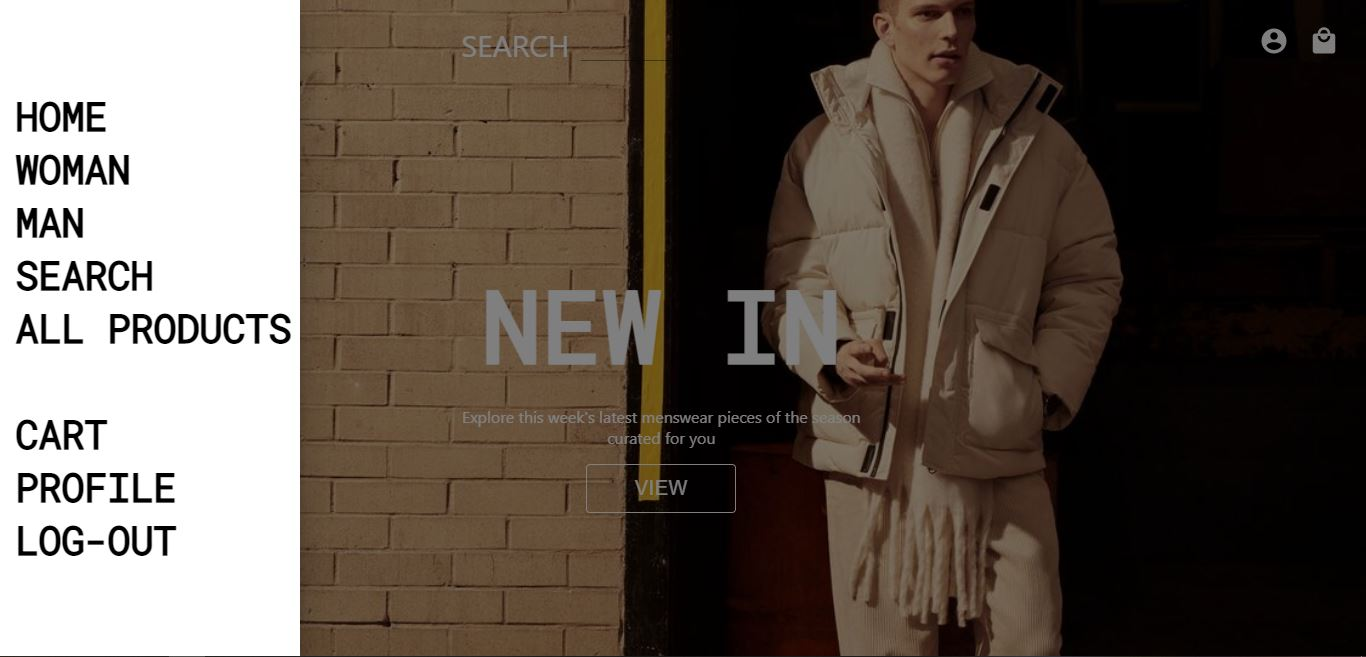 HOME
WOMAN
MAN
SEARCH
ALL PRODUCTS
CART
PROFILE
LOG-OUT
SEARCH
NEW IN
Explore this week's latest menswear pieces of the season
curated for you
VIEW